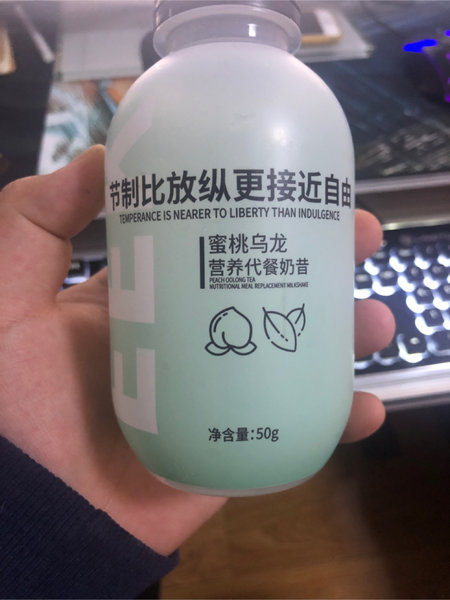 节制比放纵更接近自由
TEMPERANCE IS NEARER TO LIBERTY THAN INDULGENCE
蜜桃乌龙
营养代餐奶昔
PEACH OOLONG TEA
NUTRITIONAL MEAL REPLACEMENT MILKSHAKE
净含量:50g